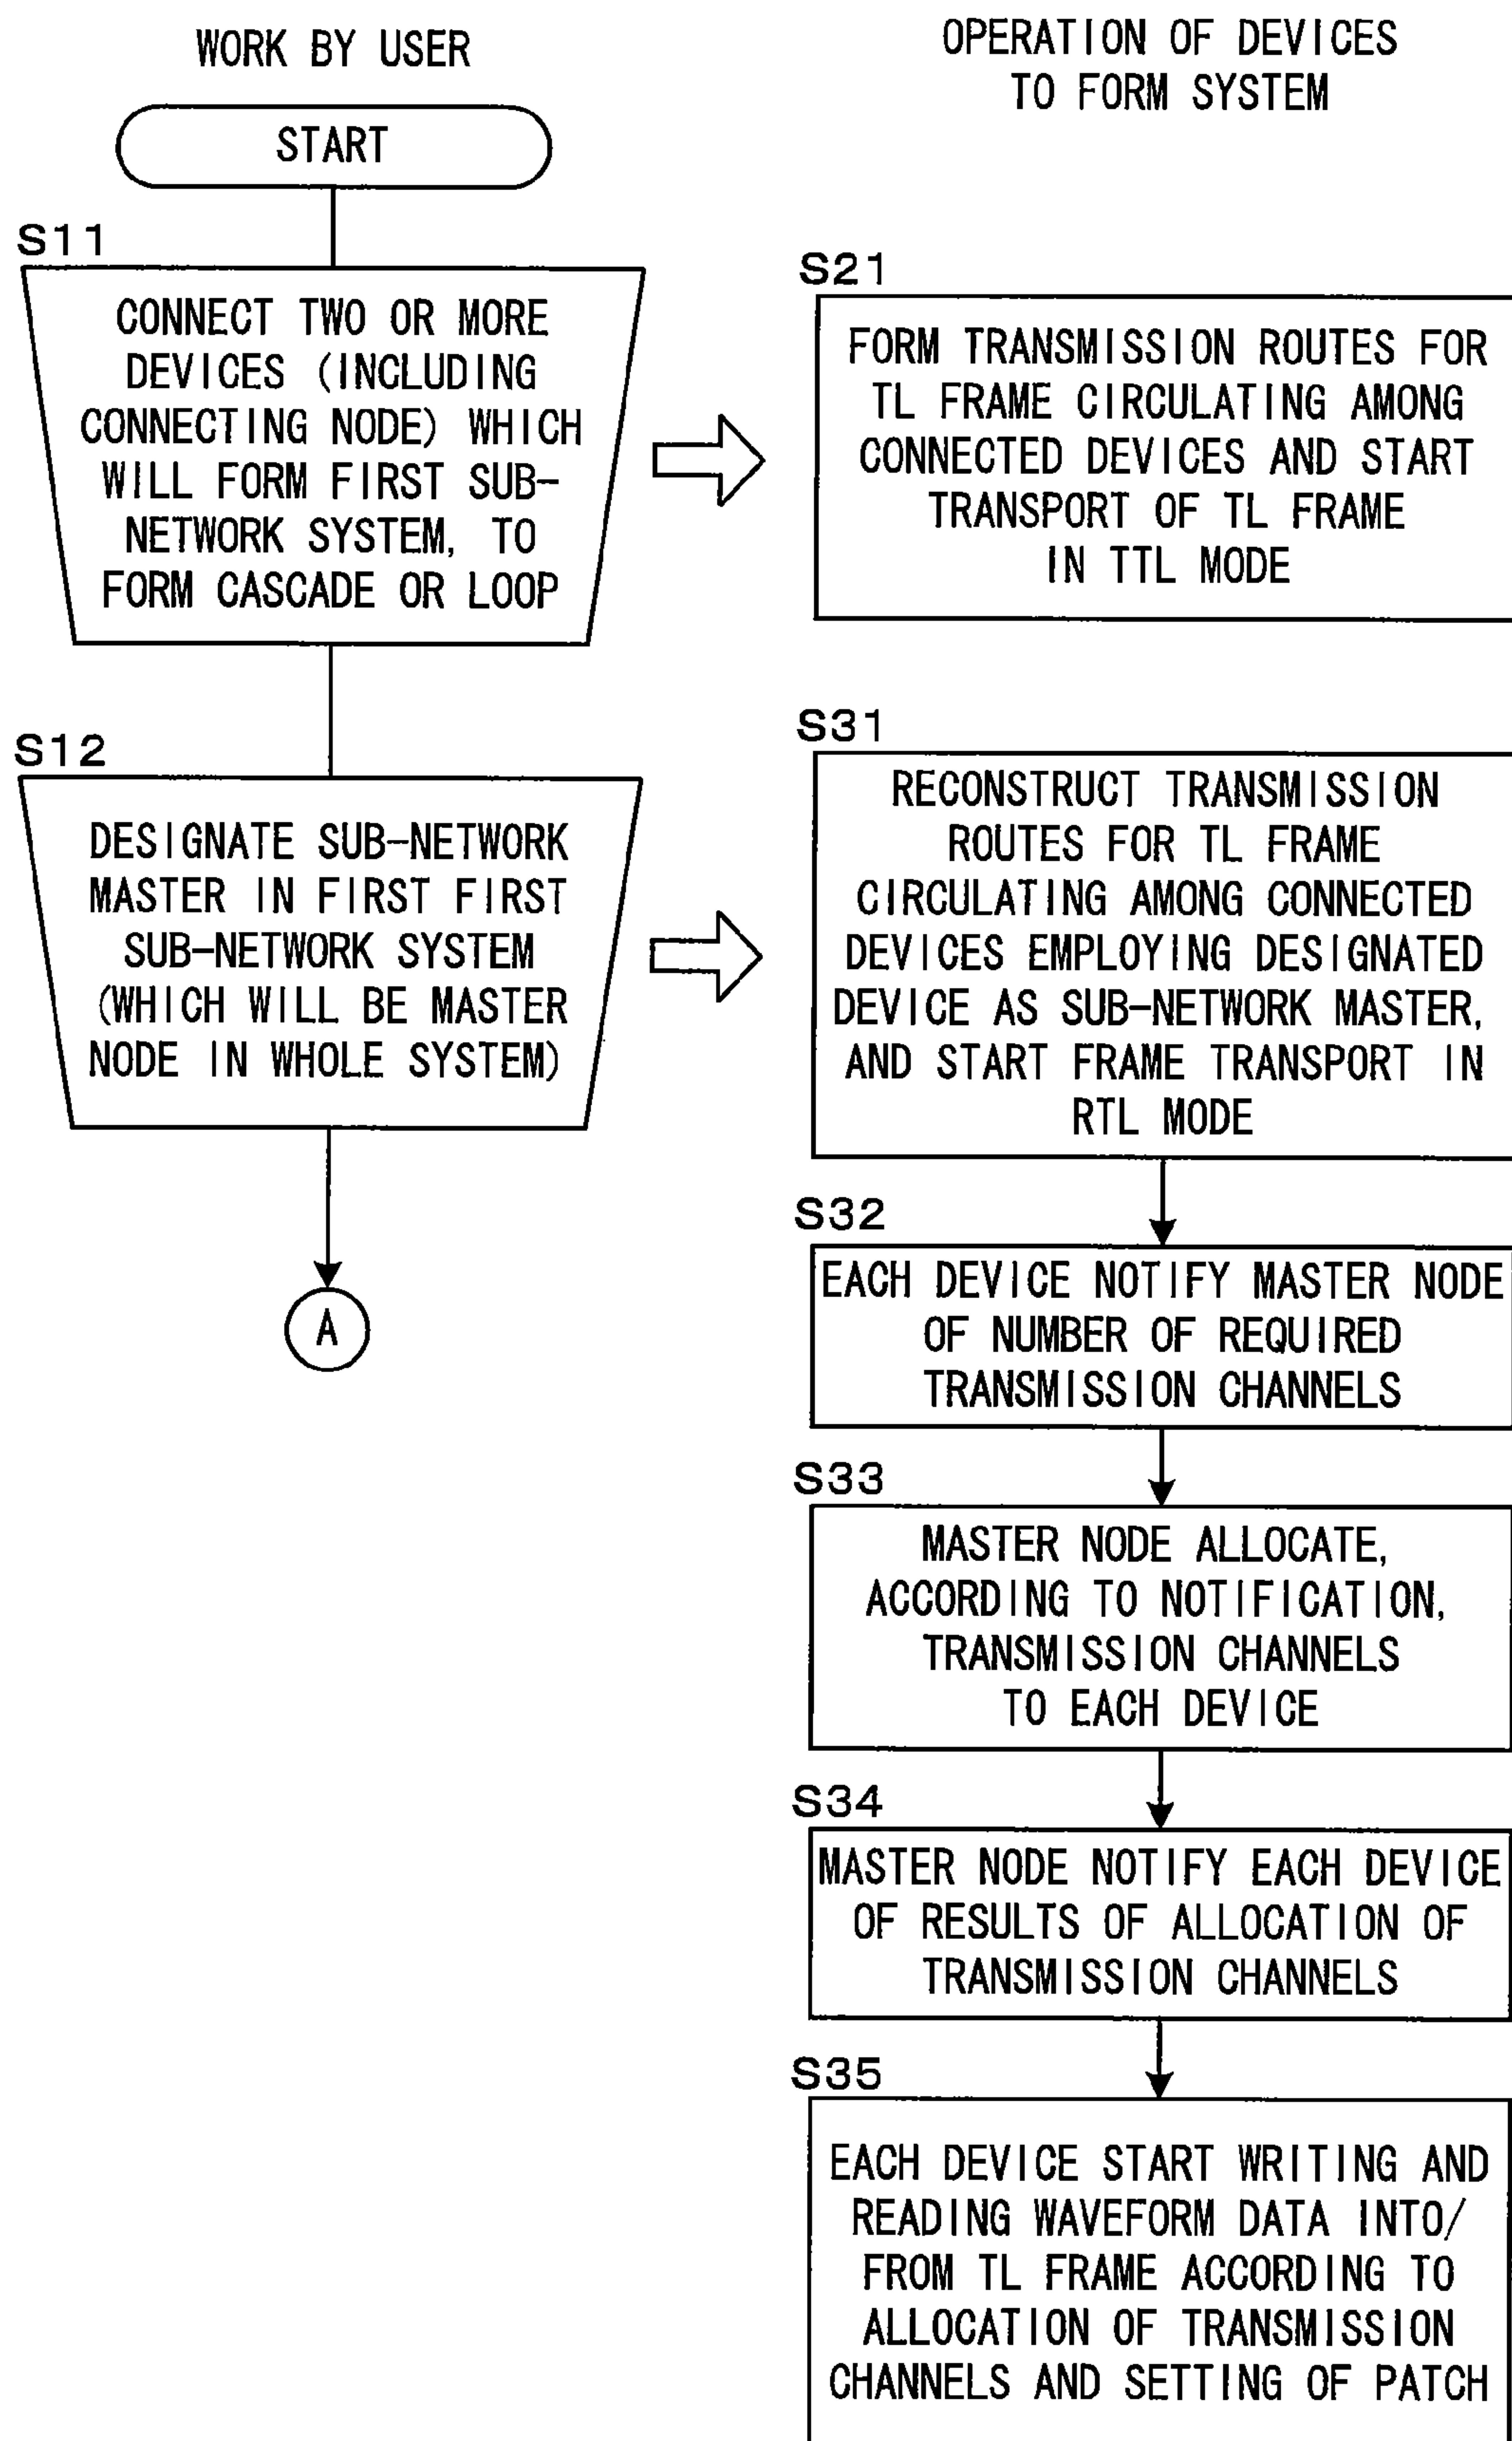 WORK BY USER
OPERATION OF DEVICES
TO FORM SYSTEM
START
S11
CONNECT TWO OR MORE
DEVICES (INCLUDING
CONNECTING NODE) WHICH
WILL FORM FIRST SUB-
NETWORK SYSTEM, TO
FORM CASCADE OR LOOP
S21
FORM TRANSMISSION ROUTES FOR
TL FRAME CIRCULATING AMONG
CONNECTED DEVICES AND START
TRANSPORT OF TL FRAME
IN TTL MODE
S12
DESIGNATE SUB-NETWORK
MASTER IN FIRST FIRST
SUB-NETWORK SYSTEM
(WHICH WILL BE MASTER
NODE IN WHOLE SYSTEM)
A
S31
RECONSTRUCT TRANSMISSION
ROUTES FOR TL FRAME
CIRCULATING AMONG CONNECTED
DEVICES EMPLOYING DESIGNATED
DEVICE AS SUB-NETWORK MASTER,
AND START FRAME TRANSPORT IN
RTL MODE
S32
EACH DEVICE NOTIFY MASTER NODE
OF NUMBER OF REQUIRED
TRANSMISSION CHANNELS
S33
MASTER NODE ALLOCATE,
ACCORDING TO NOTIFICATION,
TRANSMISSION CHANNELS
TO EACH DEVICE
S34
MASTER NODE NOTIFY EACH DEVICE
OF RESULTS OF ALLOCATION OF
TRANSMISSION CHANNELS
S35
EACH DEVICE START WRITING AND
READING WAVEFORM DATA INTO/
FROM TL FRAME ACCORDING TO
ALLOCATION OF TRANSMISSION
CHANNELS AND SETTING OF PATCH